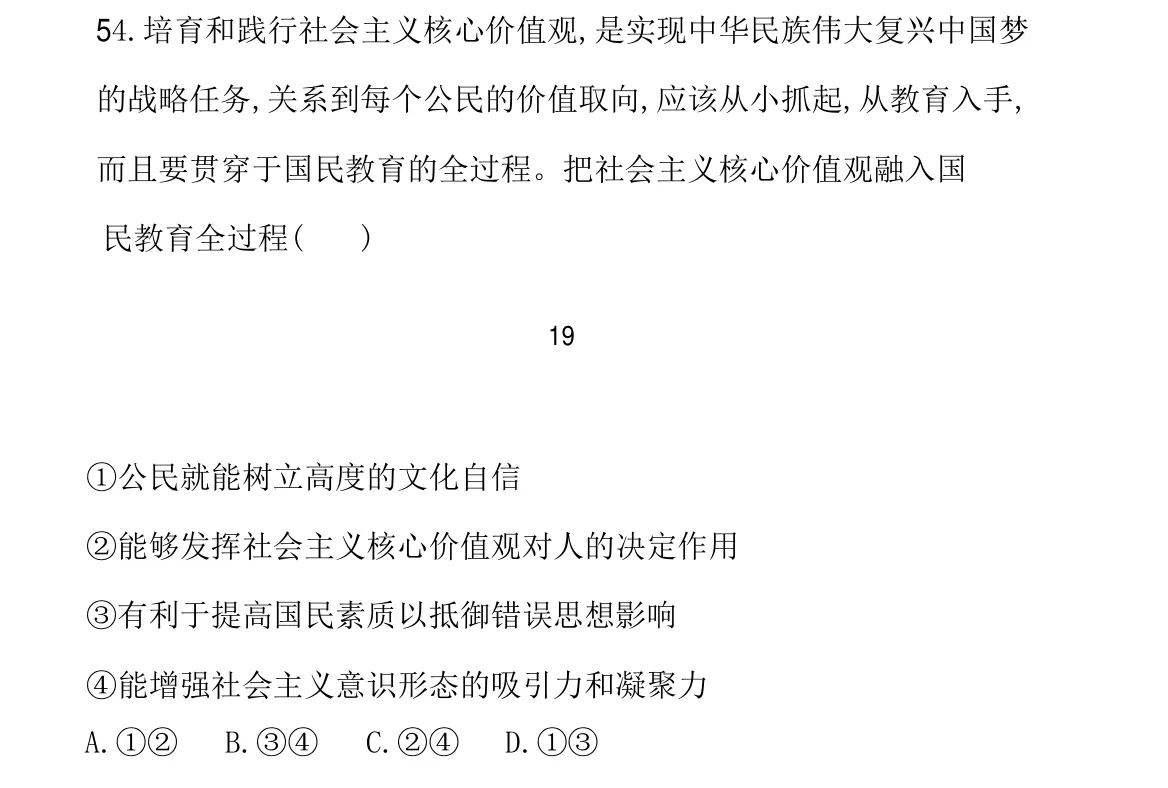 54.培育和践行社会主义核心价值观,是实现中华民族伟大复兴中国梦
的战略任务,关系到每个公民的价值取向,应该从小抓起,从教育入手,
而且要贯穿于国民教育的全过程。把社会主义核心价值观融入国
民教育全过程(　　)
19
①公民就能树立高度的文化自信
②能够发挥社会主义核心价值观对人的决定作用
③有利于提高国民素质以抵御错误思想影响
④能增强社会主义意识形态的吸引力和凝聚力
A.①②　B.③④　C.②④　D.①③